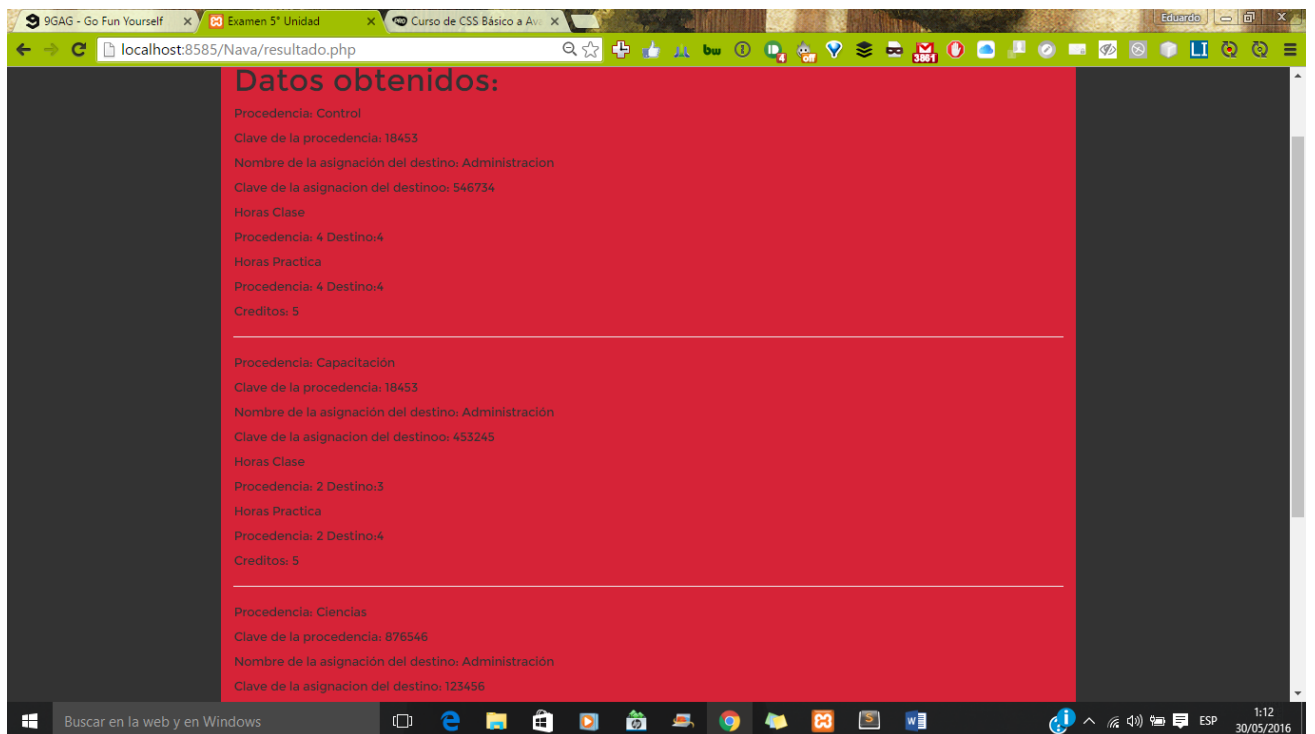 9GAG - Go Fun Yourself
Examen 5° Unidad
Curso de CSS Básico a Ava
Eduardo
localhost:8585/Nava/resultado.php
bw
4
off
3861
LI
Datos obtenidos:
Procedencia: Control
Clave de la procedencia: 18453
Nombre de la asignación del destino: Administracion
Clave de la asignacion del destinoo: 546734
Horas Clase
Procedencia: 4 Destino:4
Horas Practica
Procedencia: 4 Destino:4
Creditos: 5
Procedencia: Capacitación
Clave de la procedencia: 18453
Nombre de la asignación del destino: Administración
Clave de la asignacion del destinoo: 453245
Horas Clase
Procedencia: 2 Destino:3
Horas Practica
Procedencia: 2 Destino:4
Creditos: 5
Procedencia: Ciencias
Clave de la procedencia: 876546
Nombre de la asignación del destino: Administración
Clave de la asignacion del destino: 123456
Buscar en la web y en Windows
ESP
1:12
30/05/2016